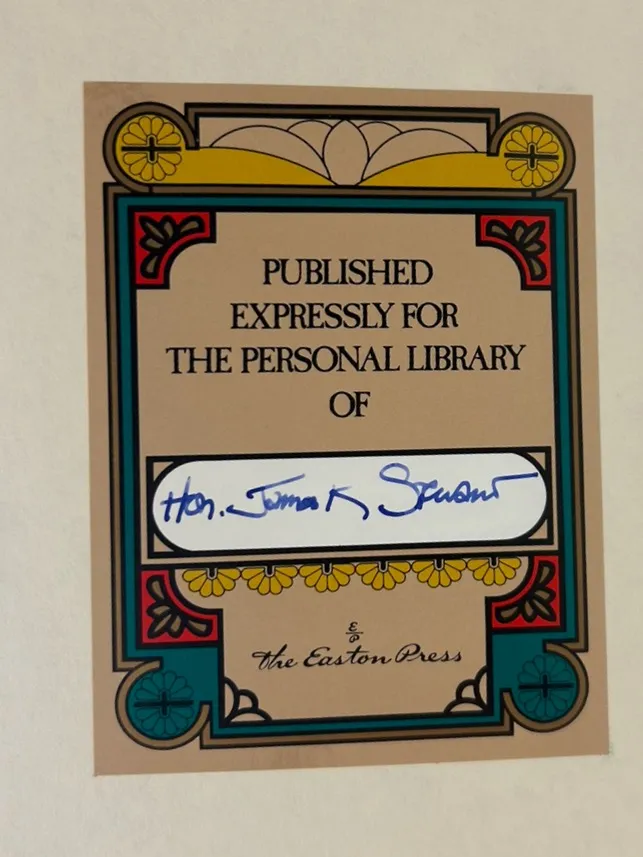 PUBLISHED
EXPRESSLY FOR
THE PERSONAL LIBRARY
OF
Hon. James K Stewart
E
P
the Easton Press